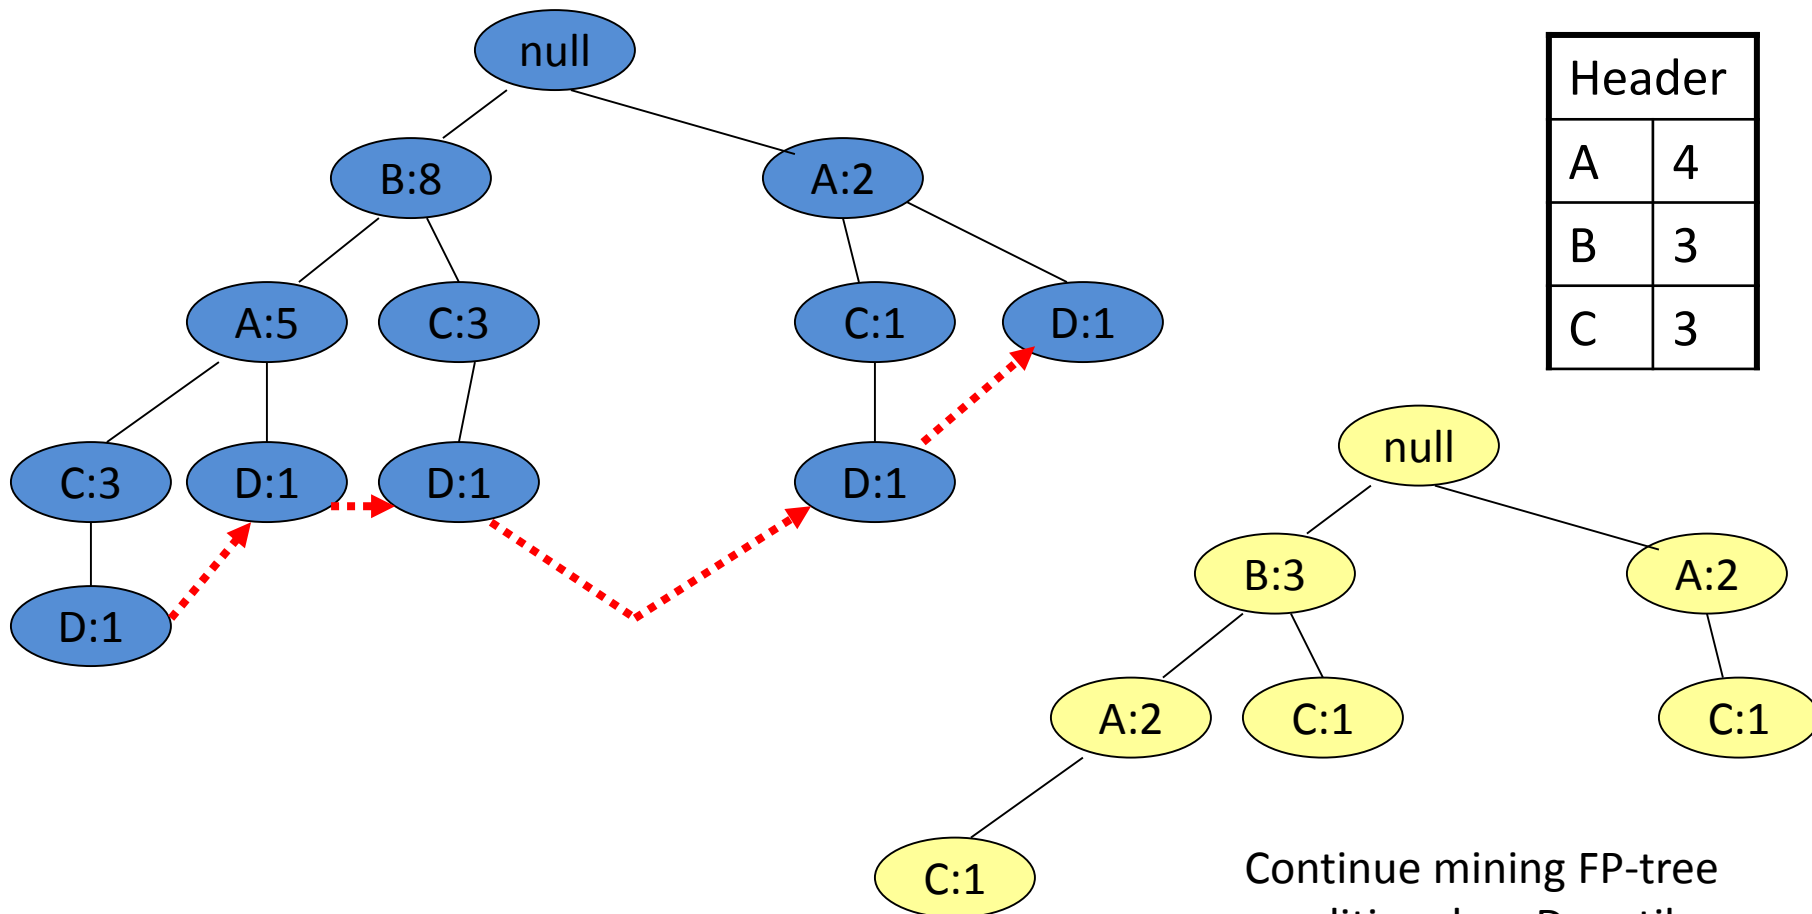 null
B:8
A:2
A:5
C:3
C:1
D:1
C:3
D:1
D:1
D:1
D:1
Header
A 4
B 3
C 3
null
B:3
A:2
A:2
C:1
C:1
C:1
Continue mining FP-tree